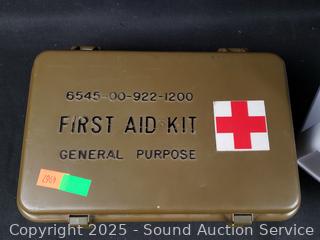 6545-00-922-1200
FIRST AID KIT
GENERAL PURPOSE
Copyright 2025 - Sound Auction Service